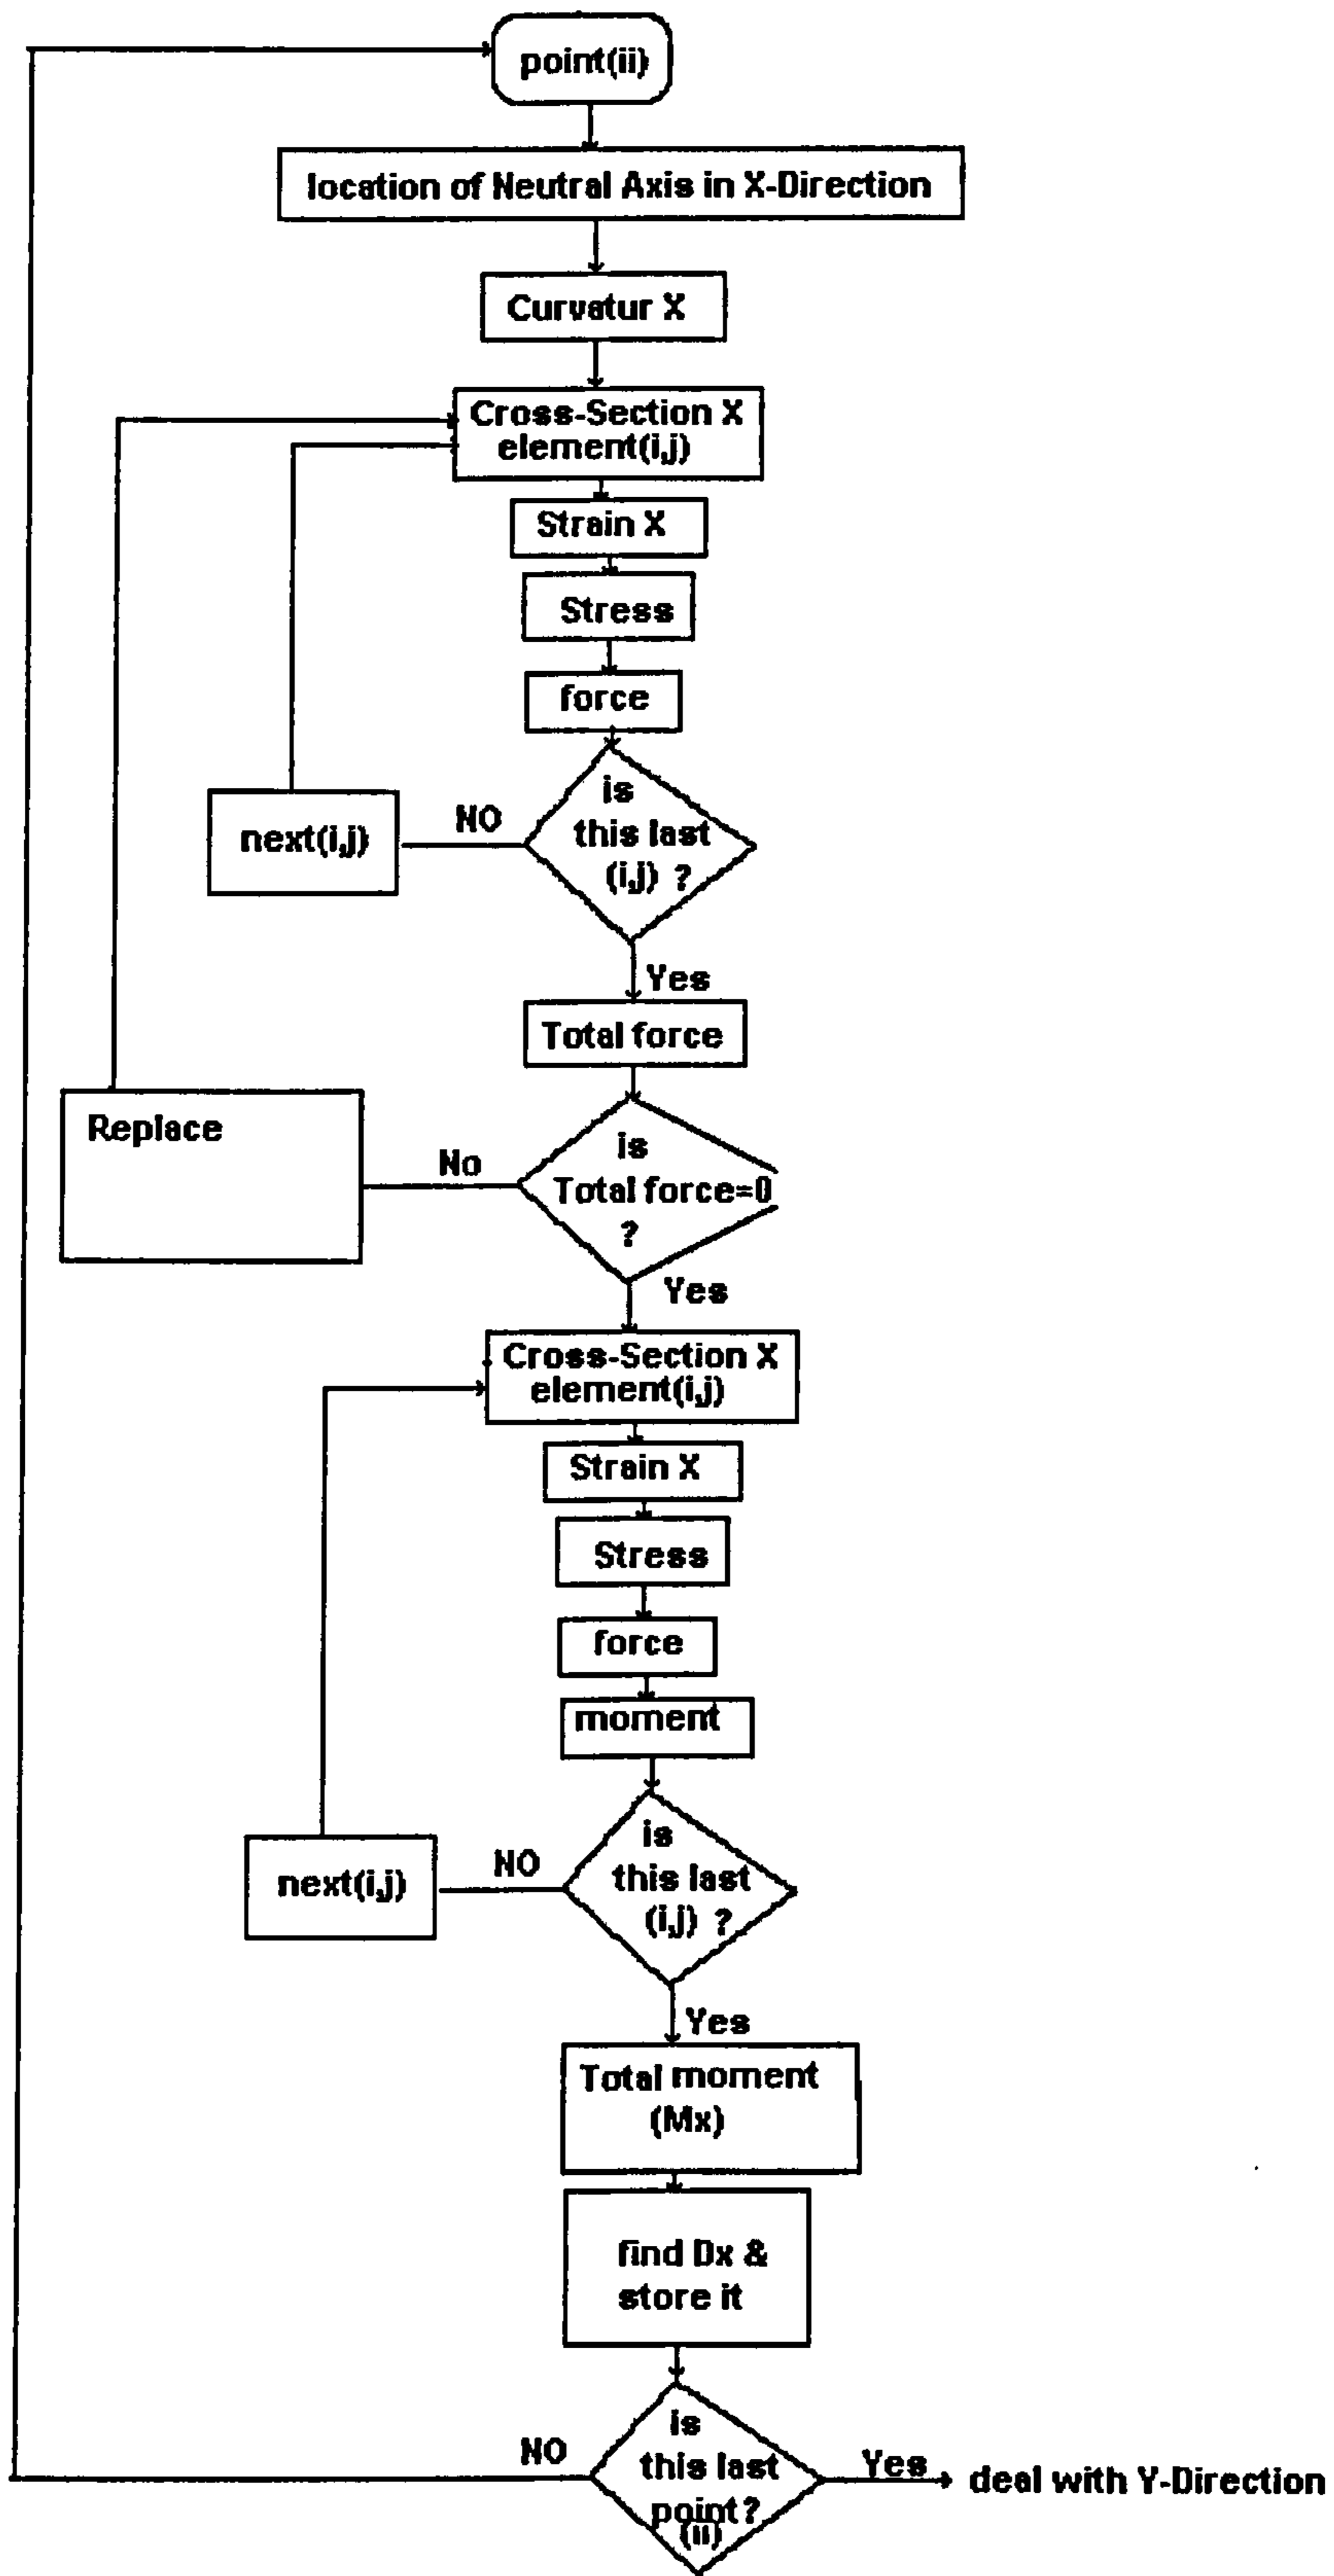 point(ii)
location of Neutral Axis in X-Direction
Curvatur X
Cross-Section X
element(i,j)
Strain X
Stress
force
is
this last
(i,j) ?
NO
next(i,j)
Yes
Total force
is
Total force=0
?
No
Replace
Yes
Cross-Section X
element(i,j)
Strain X
Stress
force
moment
is
this last
(i,j) ?
NO
next(i,j)
Yes
Total moment
(Mx)
find Dx &
store it
is
this last
point?
(ii)
NO
Yes
deal with Y-Direction